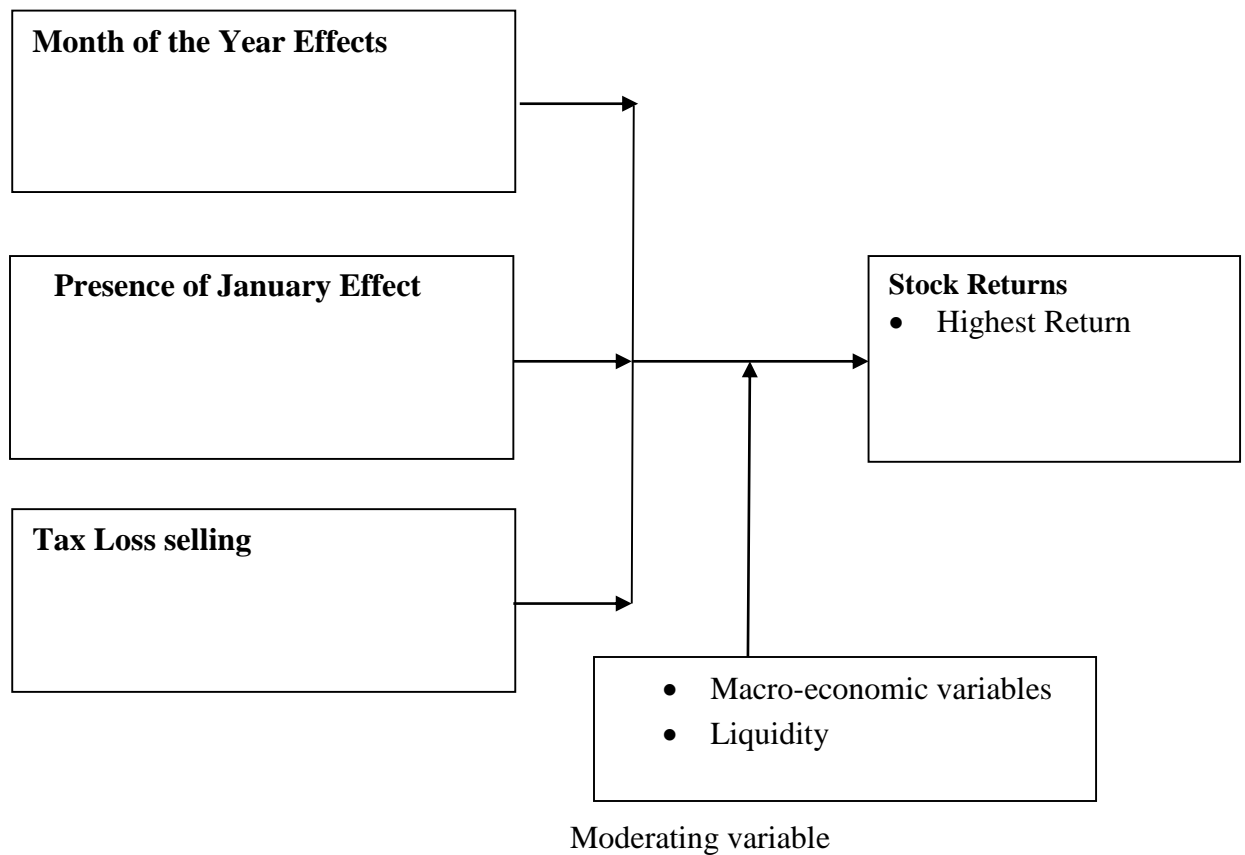 Month of the Year Effects
Presence of January Effect
Stock Returns
• Highest Return
Tax Loss selling
• Macro-economic variables
• Liquidity
Moderating variable